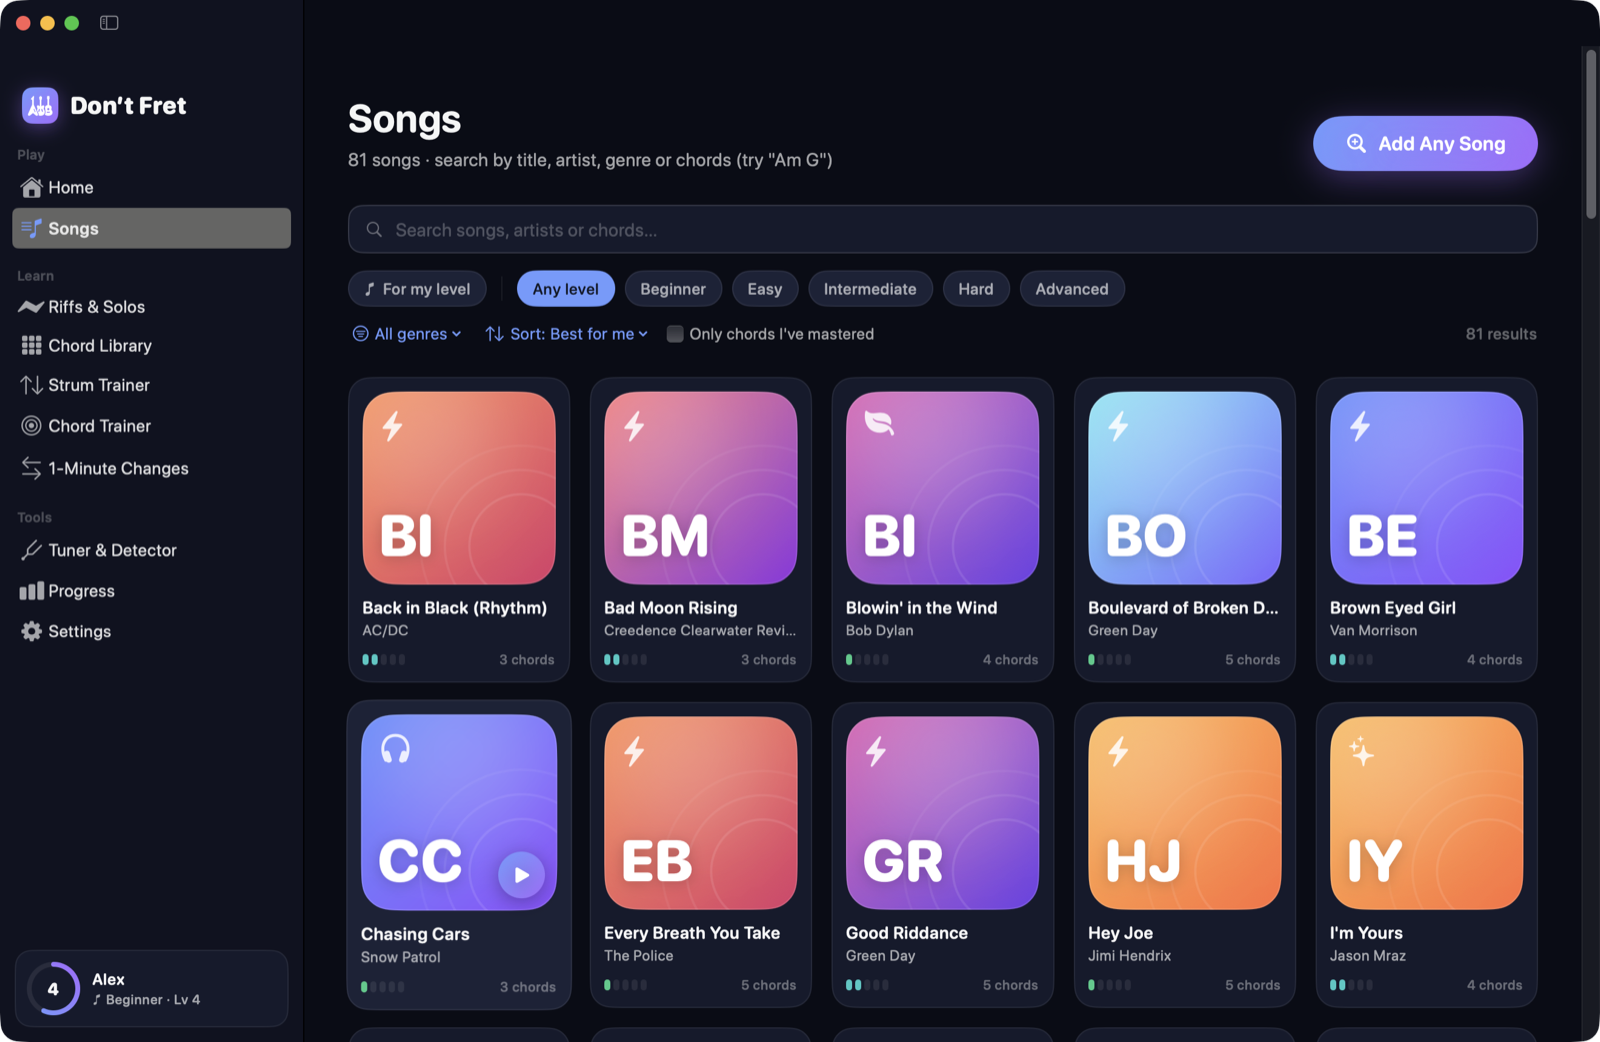 Don't Fret
Play
Home
Songs
Learn
Riffs & Solos
Chord Library
Strum Trainer
Chord Trainer
1-Minute Changes
Tools
Tuner & Detector
Progress
Settings
4
Alex
Beginner · Lv 4
Songs
81 songs · search by title, artist, genre or chords (try "Am G")
Add Any Song
Search songs, artists or chords...
For my level
Any level
Beginner
Easy
Intermediate
Hard
Advanced
All genres
Sort: Best for me
Only chords I've mastered
81 results
BI
Back in Black (Rhythm)
AC/DC
3 chords
BM
Bad Moon Rising
Creedence Clearwater Revi...
3 chords
BI
Blowin' in the Wind
Bob Dylan
4 chords
BO
Boulevard of Broken D...
Green Day
5 chords
BE
Brown Eyed Girl
Van Morrison
4 chords
CC
Chasing Cars
Snow Patrol
3 chords
EB
Every Breath You Take
The Police
5 chords
GR
Good Riddance
Green Day
5 chords
HJ
Hey Joe
Jimi Hendrix
5 chords
IY
I'm Yours
Jason Mraz
4 chords